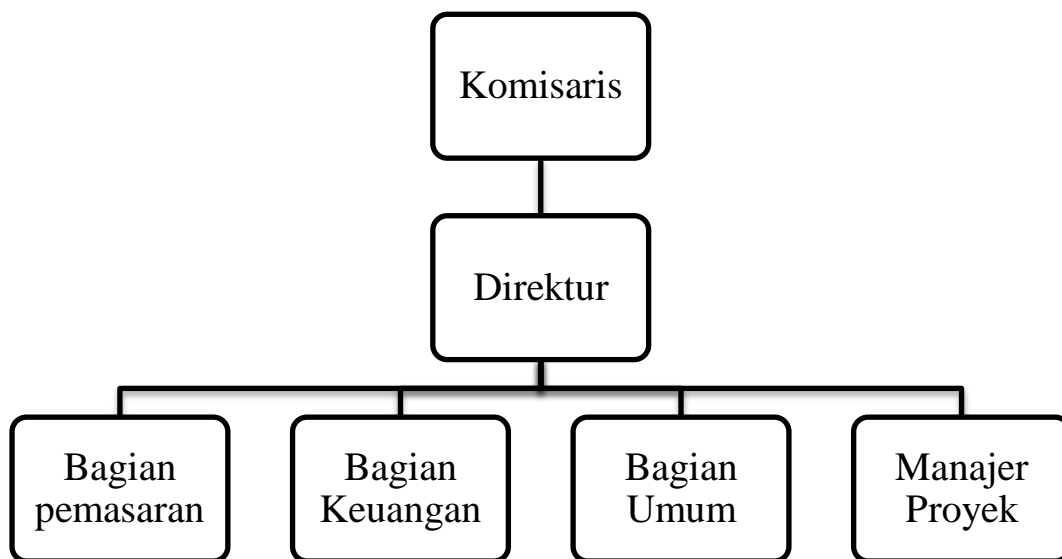 Komisaris
Direktur
Bagian
pemasaran
Bagian
Keuangan
Bagian
Umum
Manajer
Proyek